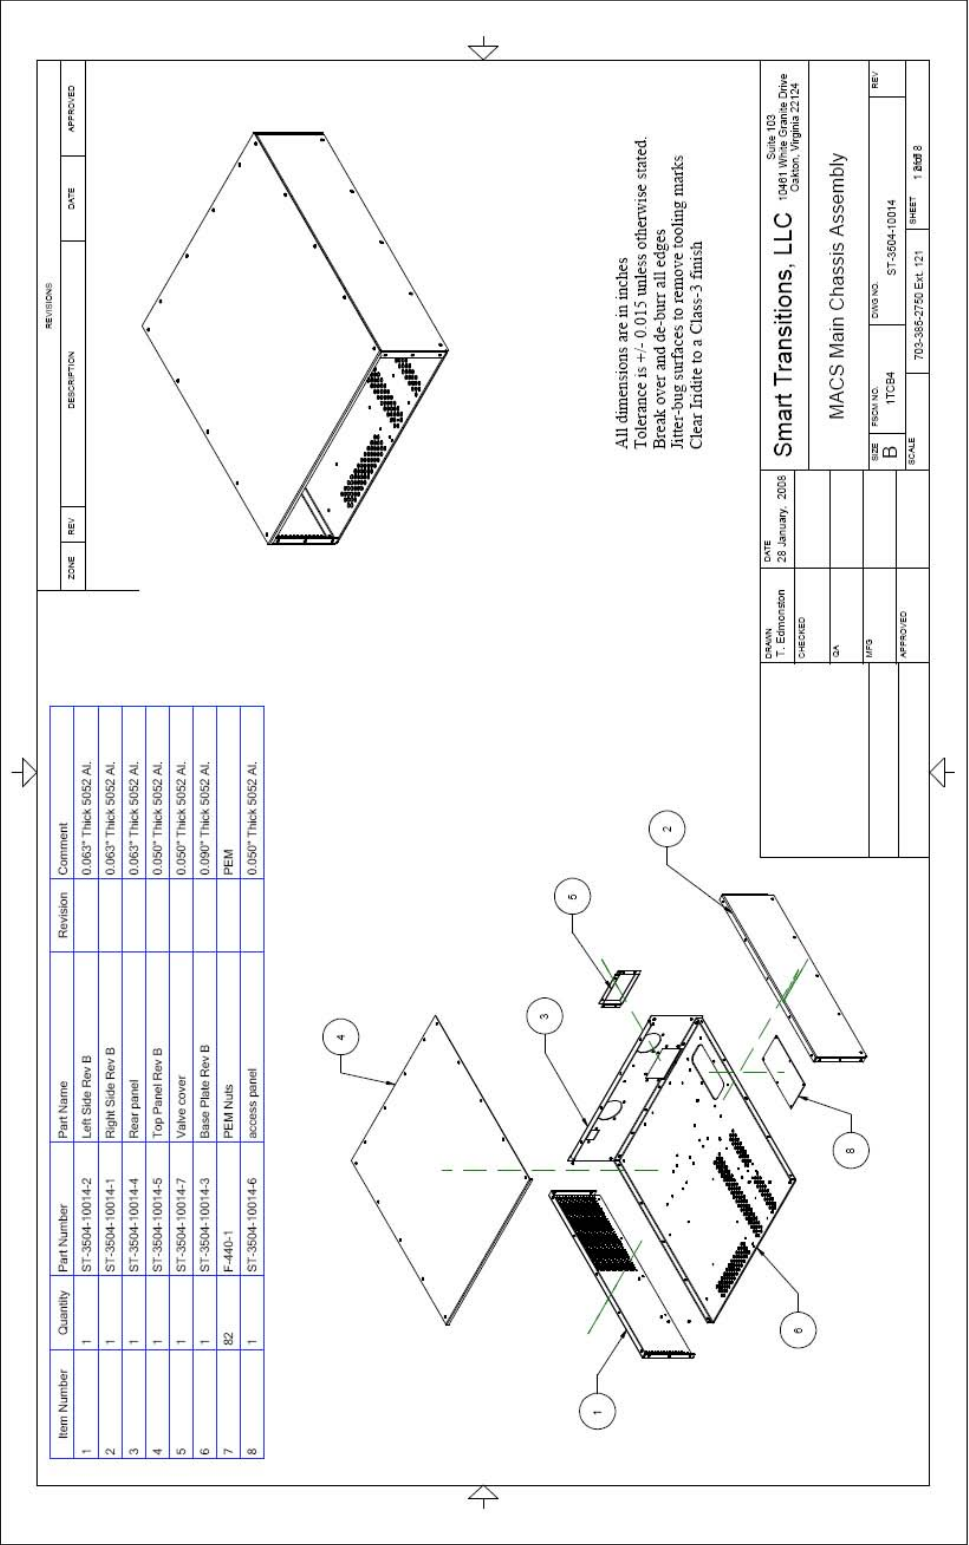 Item Number Quantity Part Number Part Name Revision Comment
1 1 ST-3504-10014-2 Left Side Rev B 0.063" Thick 5052 Al.
2 1 ST-3504-10014-1 Right Side Rev B 0.063" Thick 5052 Al.
3 1 ST-3504-10014-4 Rear panel 0.063" Thick 5052 Al.
4 1 ST-3504-10014-5 Top Panel Rev B 0.050" Thick 5052 Al.
5 1 ST-3504-10014-7 Valve cover 0.050" Thick 5052 Al.
6 1 ST-3504-10014-3 Base Plate Rev B 0.090" Thick 5052 Al.
7 82 F-440-1 PEM Nuts PEM
8 1 ST-3504-10014-6 access panel 0.050" Thick 5052 Al.
REVISIONS
ZONE REV DESCRIPTION DATE APPROVED
4
5
3
2
1
6
8
All dimensions are in inches
Tolerance is +/- 0.015 unless otherwise stated.
Break over and de-burr all edges
Jitter-bug surfaces to remove tooling marks
Clear Iridite to a Class-3 finish
DRAWN
T. Edmonston
DATE
28 January, 2008
CHECKED
QA
MFG
APPROVED
Smart Transitions, LLC
Suite 103
10461 White Granite Drive
Oakton, Virginia 22124
MACS Main Chassis Assembly
SIZE
B
FSCM NO.
1TCB4
DWG NO.
ST-3504-10014
REV
SCALE
703-385-2750 Ext. 121
SHEET
1